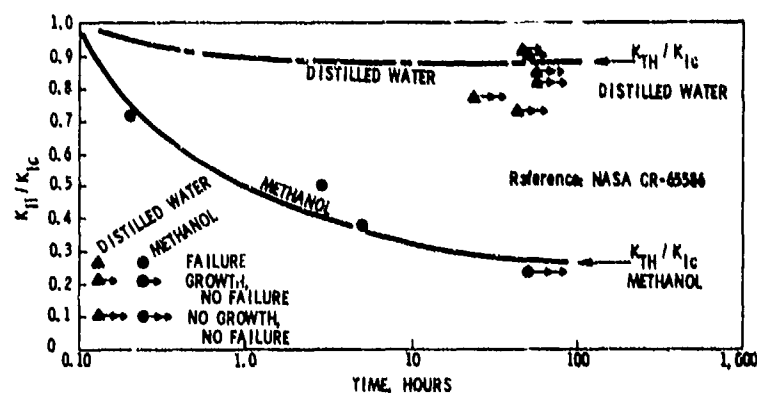 1.0
0.9
0.8
0.7
0.6
0.5
0.4
0.3
0.2
0.1
0
K_Ii / K_Ic
0.10
1.0
10
100
1,000
TIME, HOURS
DISTILLED WATER
METHANOL
K_TH / K_Ic
DISTILLED WATER
Reference: NASA CR-65586
K_TH / K_Ic
METHANOL
DISTILLED WATER
METHANOL
FAILURE
GROWTH,
NO FAILURE
NO GROWTH,
NO FAILURE